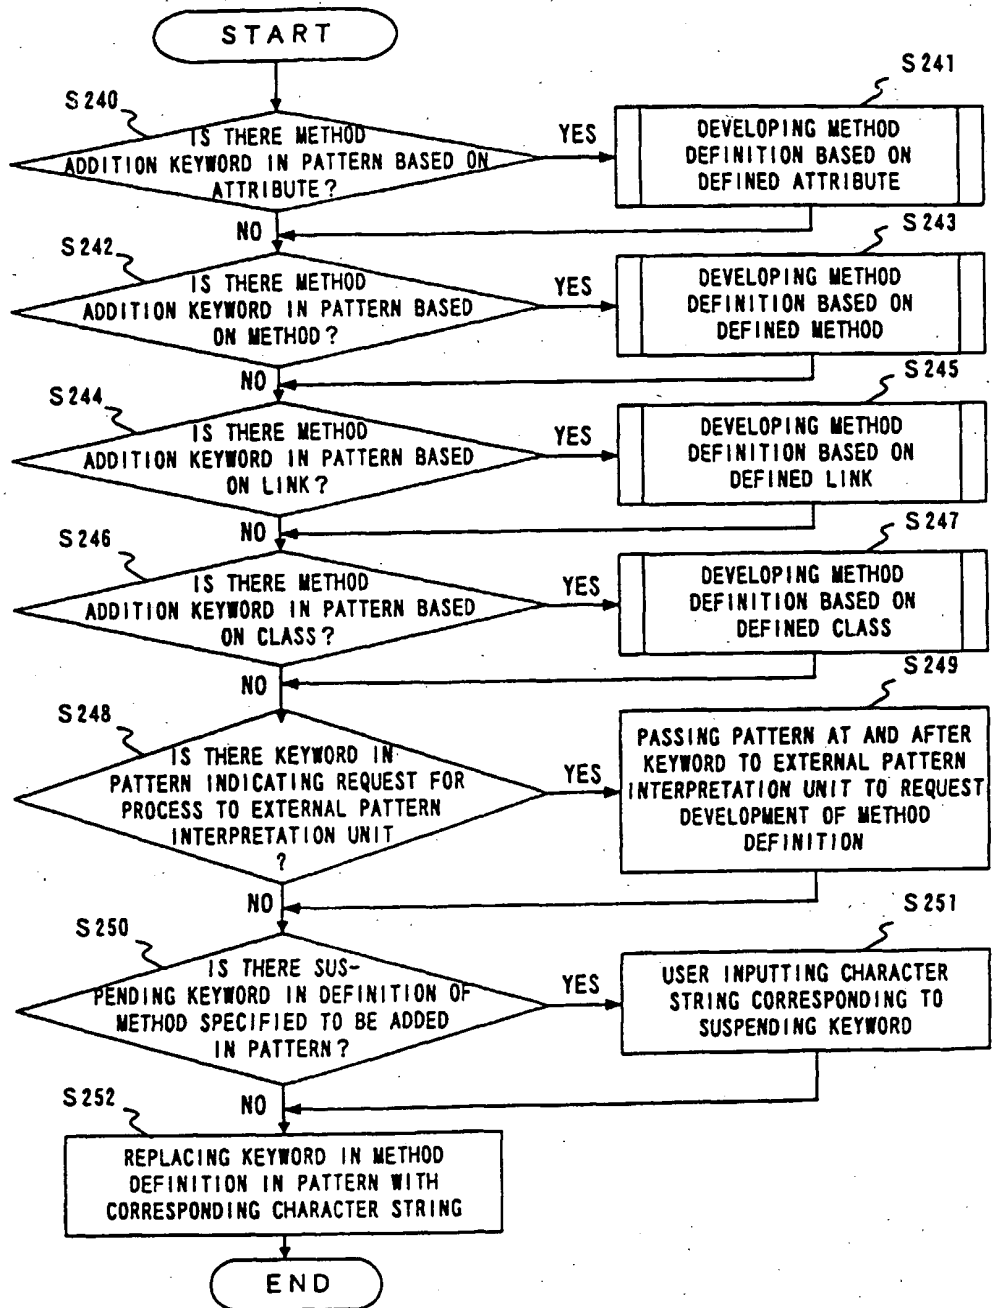 START
S240
IS THERE METHOD
ADDITION KEYWORD IN PATTERN BASED ON
ATTRIBUTE?
YES
S241
DEVELOPING METHOD
DEFINITION BASED ON
DEFINED ATTRIBUTE
NO
S242
IS THERE METHOD
ADDITION KEYWORD IN PATTERN BASED
ON METHOD?
YES
S243
DEVELOPING METHOD
DEFINITION BASED ON
DEFINED METHOD
NO
S244
IS THERE METHOD
ADDITION KEYWORD IN PATTERN BASED
ON LINK?
YES
S245
DEVELOPING METHOD
DEFINITION BASED ON
DEFINED LINK
NO
S246
IS THERE METHOD
ADDITION KEYWORD IN PATTERN BASED
ON CLASS?
YES
S247
DEVELOPING METHOD
DEFINITION BASED ON
DEFINED CLASS
NO
S248
IS THERE KEYWORD IN
PATTERN INDICATING REQUEST FOR
PROCESS TO EXTERNAL PATTERN
INTERPRETATION UNIT
?
YES
S249
PASSING PATTERN AT AND AFTER
KEYWORD TO EXTERNAL PATTERN
INTERPRETATION UNIT TO REQUEST
DEVELOPMENT OF METHOD
DEFINITION
NO
S250
IS THERE SUS-
PENDING KEYWORD IN DEFINITION OF
METHOD SPECIFIED TO BE ADDED
IN PATTERN?
YES
S251
USER INPUTTING CHARACTER
STRING CORRESPONDING TO
SUSPENDING KEYWORD
NO
S252
REPLACING KEYWORD IN METHOD
DEFINITION IN PATTERN WITH
CORRESPONDING CHARACTER STRING
END